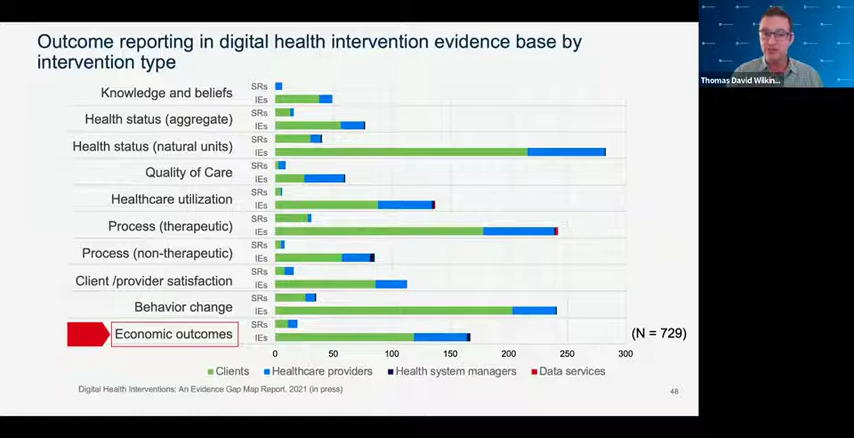 Outcome reporting in digital health intervention evidence base by
intervention type
Thomas David Wilkin...
Knowledge and beliefs
SRs
IEs
Health status (aggregate)
SRs
IEs
Health status (natural units)
SRs
IEs
Quality of Care
SRs
IEs
Healthcare utilization
SRs
IEs
Process (therapeutic)
SRs
IEs
Process (non-therapeutic)
SRs
IEs
Client /provider satisfaction
SRs
IEs
Behavior change
SRs
IEs
Economic outcomes
SRs
IEs
(N = 729)
0 50 100 150 200 250 300
Clients Healthcare providers Health system managers Data services
Digital Health Interventions: An Evidence Gap Map Report. 2021 (in press)
48